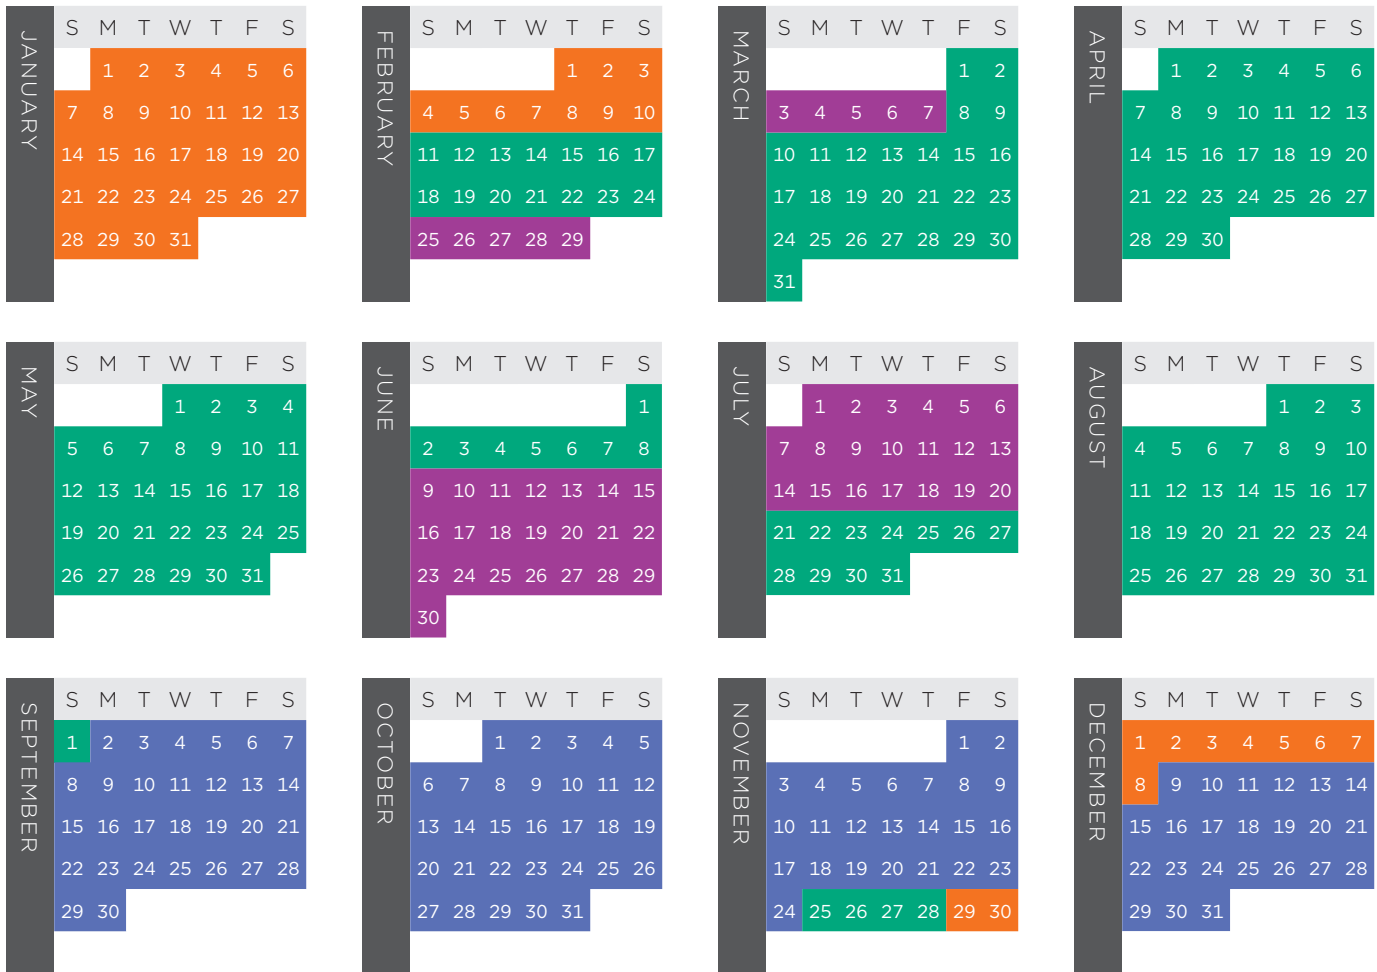 JANUARY
S M T W T F S
1 2 3 4 5 6
7 8 9 10 11 12 13
14 15 16 17 18 19 20
21 22 23 24 25 26 27
28 29 30 31
FEBRUARY
S M T W T F S
1 2 3
4 5 6 7 8 9 10
11 12 13 14 15 16 17
18 19 20 21 22 23 24
25 26 27 28 29
MARCH
S M T W T F S
1 2
3 4 5 6 7 8 9
10 11 12 13 14 15 16
17 18 19 20 21 22 23
24 25 26 27 28 29 30
31
APRIL
S M T W T F S
1 2 3 4 5 6
7 8 9 10 11 12 13
14 15 16 17 18 19 20
21 22 23 24 25 26 27
28 29 30
MAY
S M T W T F S
1 2 3 4
5 6 7 8 9 10 11
12 13 14 15 16 17 18
19 20 21 22 23 24 25
26 27 28 29 30 31
JUNE
S M T W T F S
1
2 3 4 5 6 7 8
9 10 11 12 13 14 15
16 17 18 19 20 21 22
23 24 25 26 27 28 29
30
JULY
S M T W T F S
1 2 3 4 5 6
7 8 9 10 11 12 13
14 15 16 17 18 19 20
21 22 23 24 25 26 27
28 29 30 31
AUGUST
S M T W T F S
1 2 3
4 5 6 7 8 9 10
11 12 13 14 15 16 17
18 19 20 21 22 23 24
25 26 27 28 29 30 31
SEPTEMBER
S M T W T F S
1 2 3 4 5 6 7
8 9 10 11 12 13 14
15 16 17 18 19 20 21
22 23 24 25 26 27 28
29 30
OCTOBER
S M T W T F S
1 2 3 4 5
6 7 8 9 10 11 12
13 14 15 16 17 18 19
20 21 22 23 24 25 26
27 28 29 30 31
NOVEMBER
S M T W T F S
1 2
3 4 5 6 7 8 9
10 11 12 13 14 15 16
17 18 19 20 21 22 23
24 25 26 27 28 29 30
DECEMBER
S M T W T F S
1 2 3 4 5 6 7
8 9 10 11 12 13 14
15 16 17 18 19 20 21
22 23 24 25 26 27 28
29 30 31